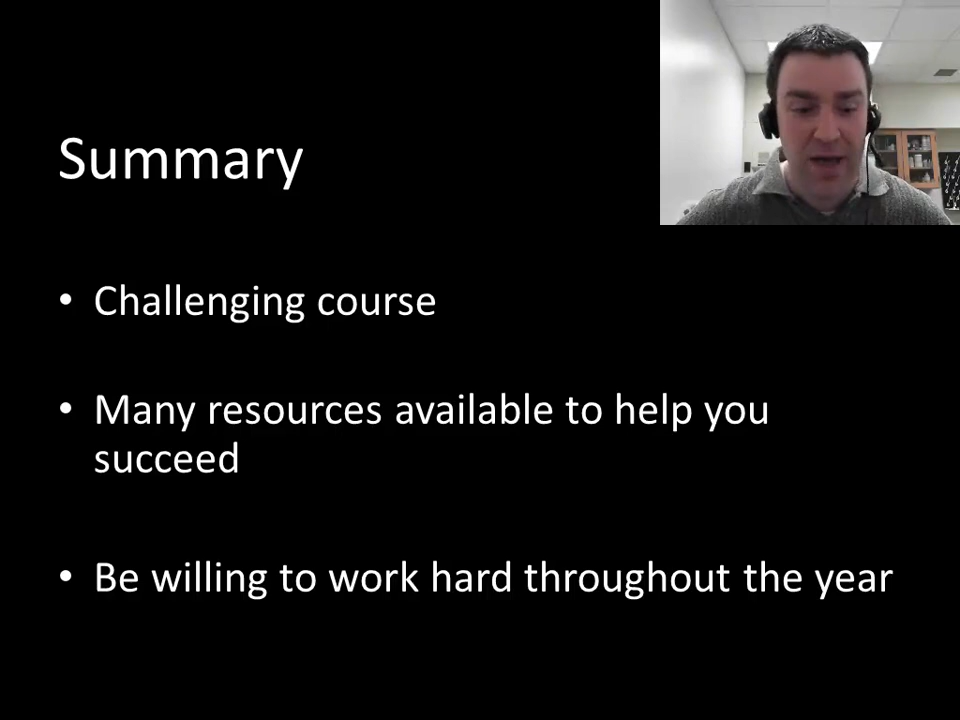 Summary
• Challenging course
• Many resources available to help you
succeed
• Be willing to work hard throughout the year